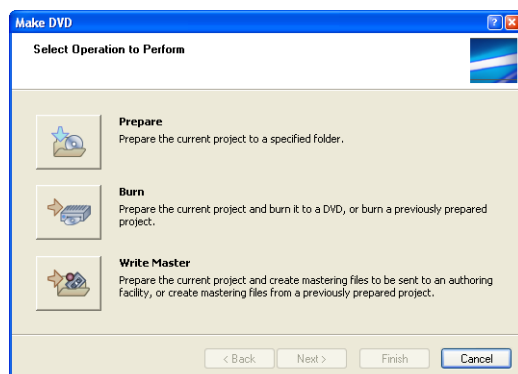 Make DVD
Select Operation to Perform
Prepare
Prepare the current project to a specified folder.
Burn
Prepare the current project and burn it to a DVD, or burn a previously prepared
project.
Write Master
Prepare the current project and create mastering files to be sent to an authoring
facility, or create mastering files from a previously prepared project.
< Back Next > Finish Cancel